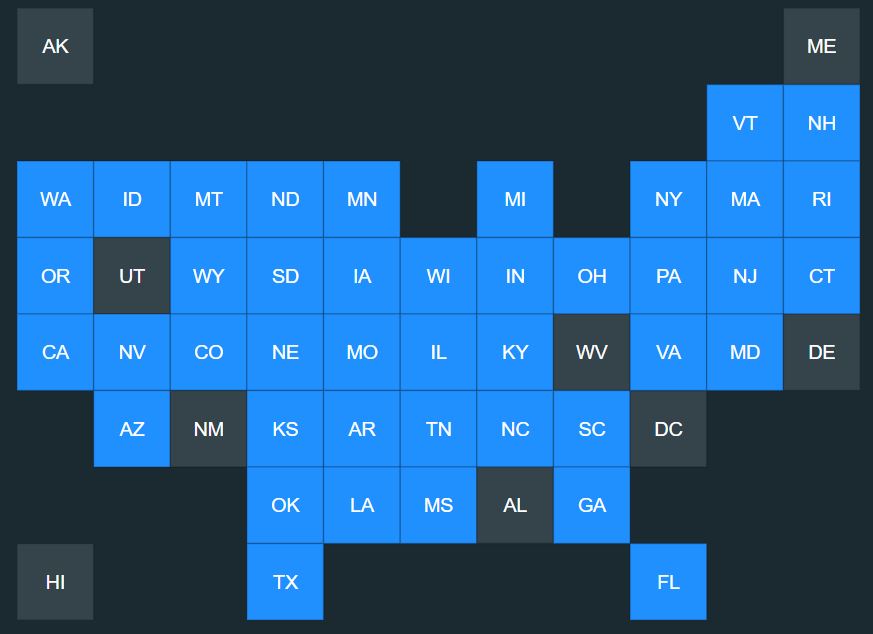 AK ME
VT NH
WA ID MT ND MN MI NY MA RI
OR UT WY SD IA WI IN OH PA NJ CT
CA NV CO NE MO IL KY WV VA MD DE
AZ NM KS AR TN NC SC DC
OK LA MS AL GA
HI TX FL